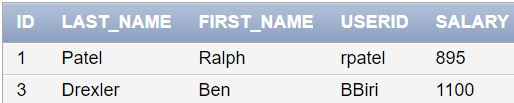 ID LAST_NAME FIRST_NAME USERID SALARY
1 Patel Ralph rpatel 895
3 Drexler Ben BBiri 1100